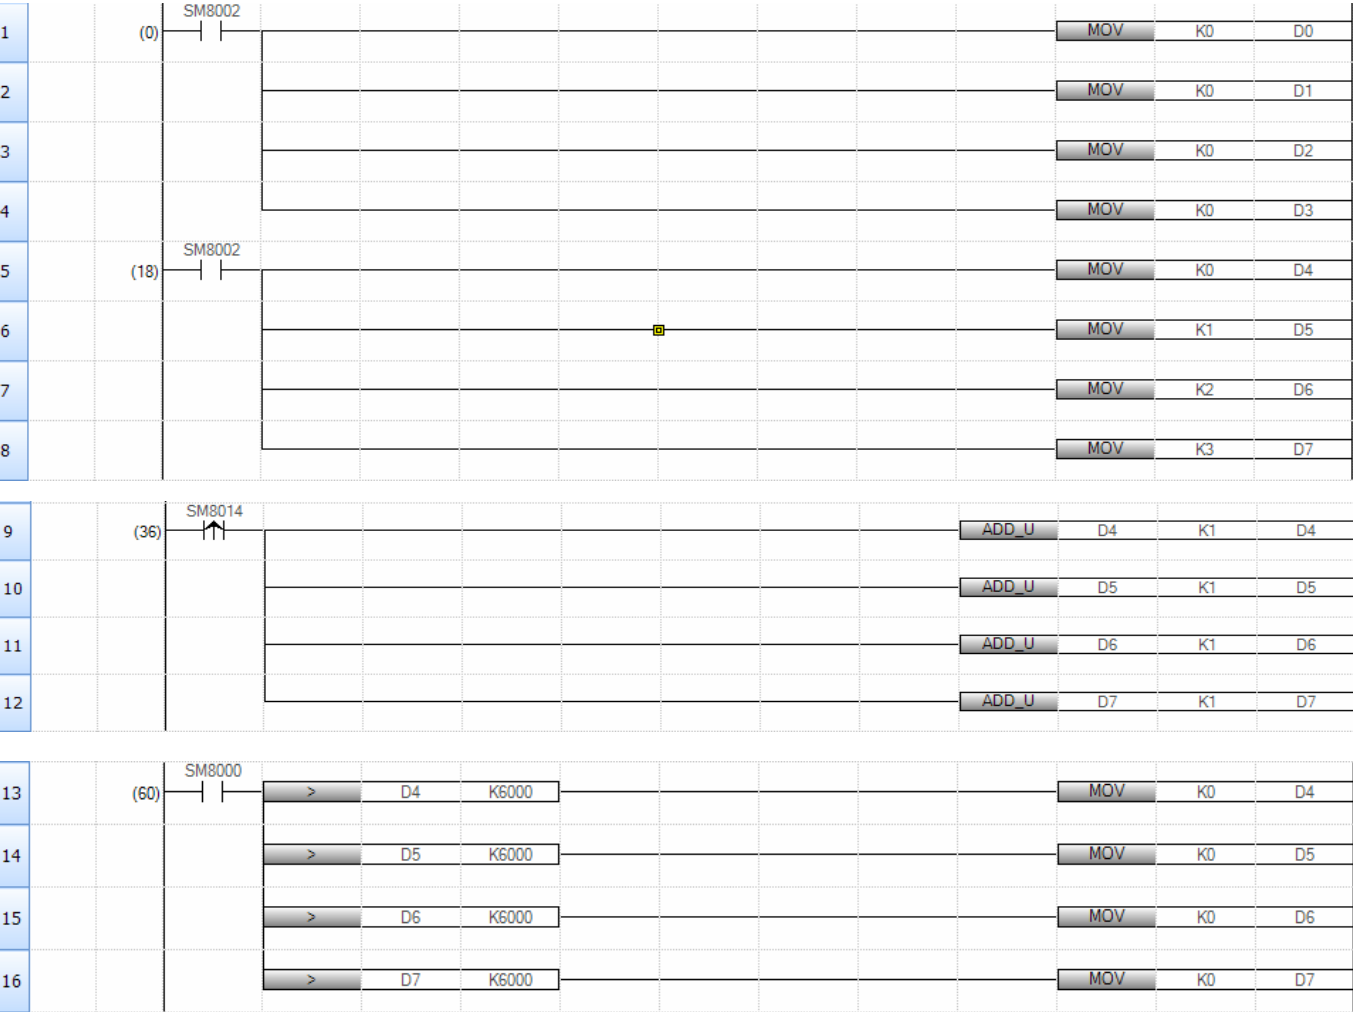 SM8002
1 (0) MOV K0 D0
2 MOV K0 D1
3 MOV K0 D2
4 MOV K0 D3
SM8002
5 (18) MOV K0 D4
6 MOV K1 D5
7 MOV K2 D6
8 MOV K3 D7
SM8014
9 (36) ADD_U D4 K1 D4
10 ADD_U D5 K1 D5
11 ADD_U D6 K1 D6
12 ADD_U D7 K1 D7
SM8000
13 (60) > D4 K6000 MOV K0 D4
14 > D5 K6000 MOV K0 D5
15 > D6 K6000 MOV K0 D6
16 > D7 K6000 MOV K0 D7